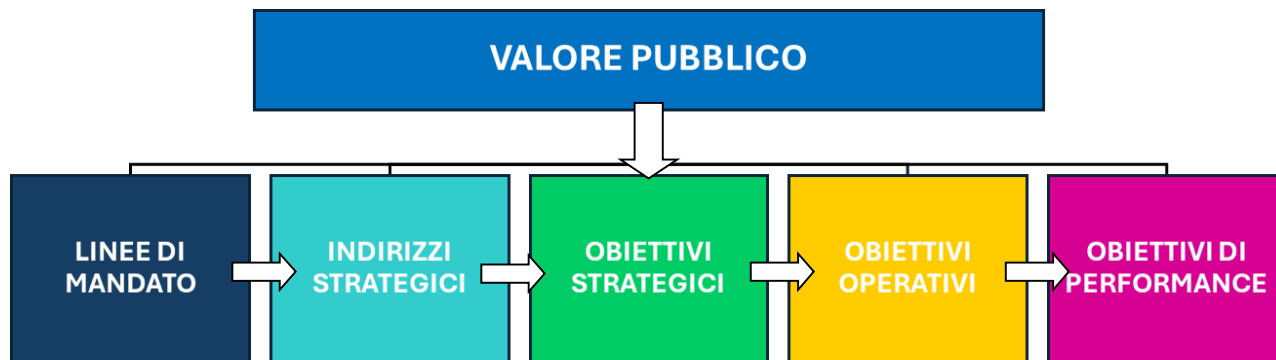 VALORE PUBBLICO
LINEE DI
MANDATO
INDIRIZZI
STRATEGICI
OBIETTIVI
STRATEGICI
OBIETTIVI
OPERATIVI
OBIETTIVI DI
PERFORMANCE